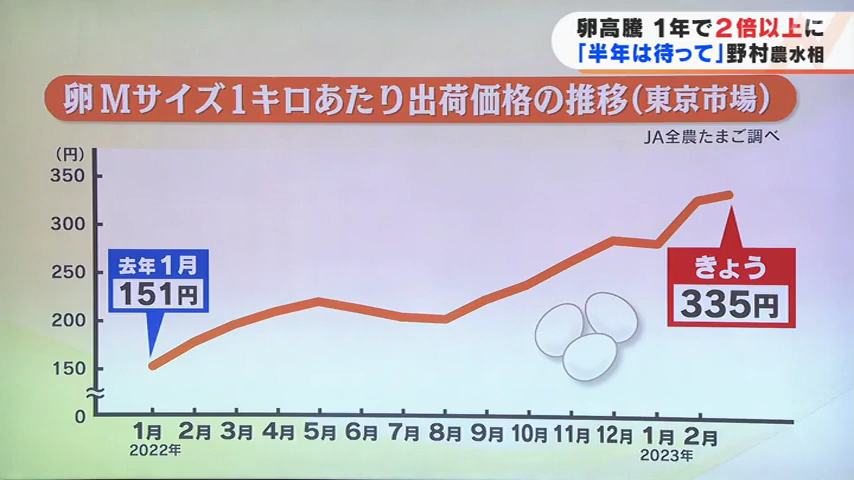 卵高騰 1年で2倍以上に
「半年は待って」野村農水相
卵Mサイズ1キロあたり出荷価格の推移(東京市場)
JA全農たまご調べ
(円)
350
300
250
200
150
0
去年1月
151円
きょう
335円
1月 2月 3月 4月 5月 6月 7月 8月 9月 10月 11月 12月 1月 2月
2022年 2023年